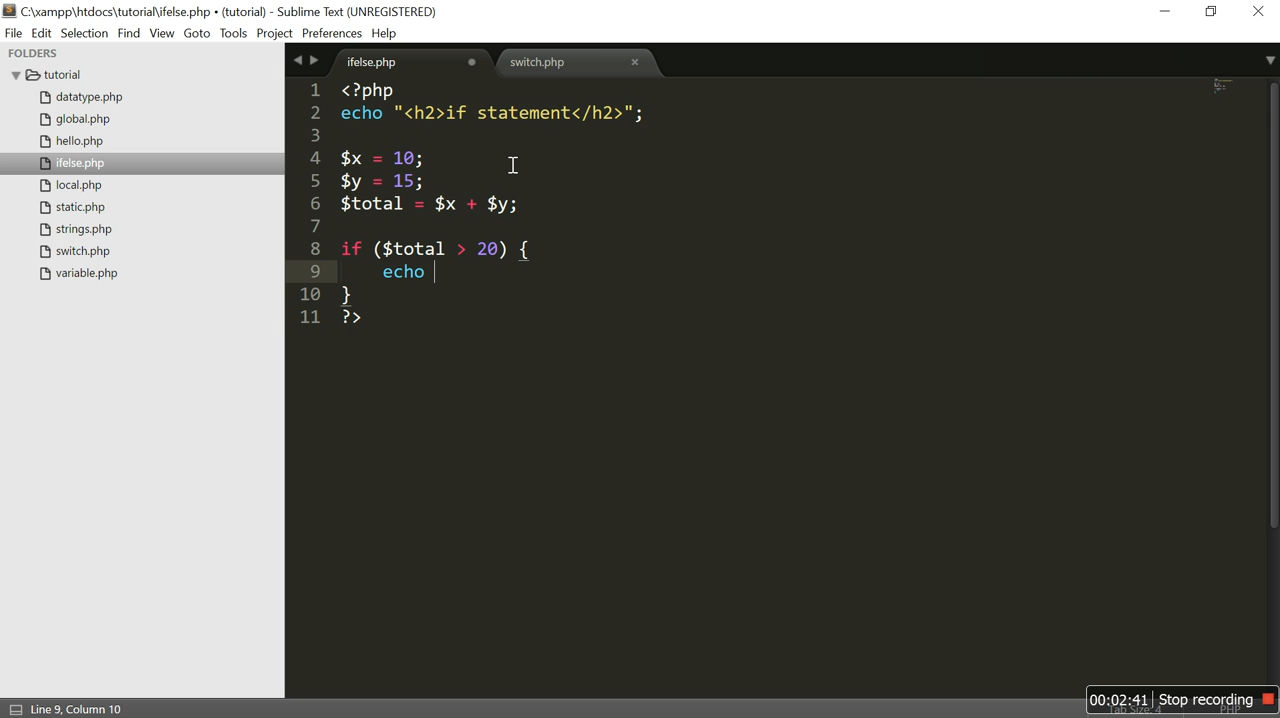 C:\xampp\htdocs\tutorial\ifelse.php • (tutorial) - Sublime Text (UNREGISTERED)
File Edit Selection Find View Goto Tools Project Preferences Help
FOLDERS
tutorial
datatype.php
global.php
hello.php
ifelse.php
local.php
static.php
strings.php
switch.php
variable.php
ifelse.php
switch.php
1 <?php
2 echo "<h2>if statement</h2>";
3
4 $x = 10;
5 $y = 15;
6 $total = $x + $y;
7
8 if ($total > 20) {
9 echo
10 }
11 ?>
Line 9, Column 10
00:02:41 Stop recording
Tab Size: 4 PHP